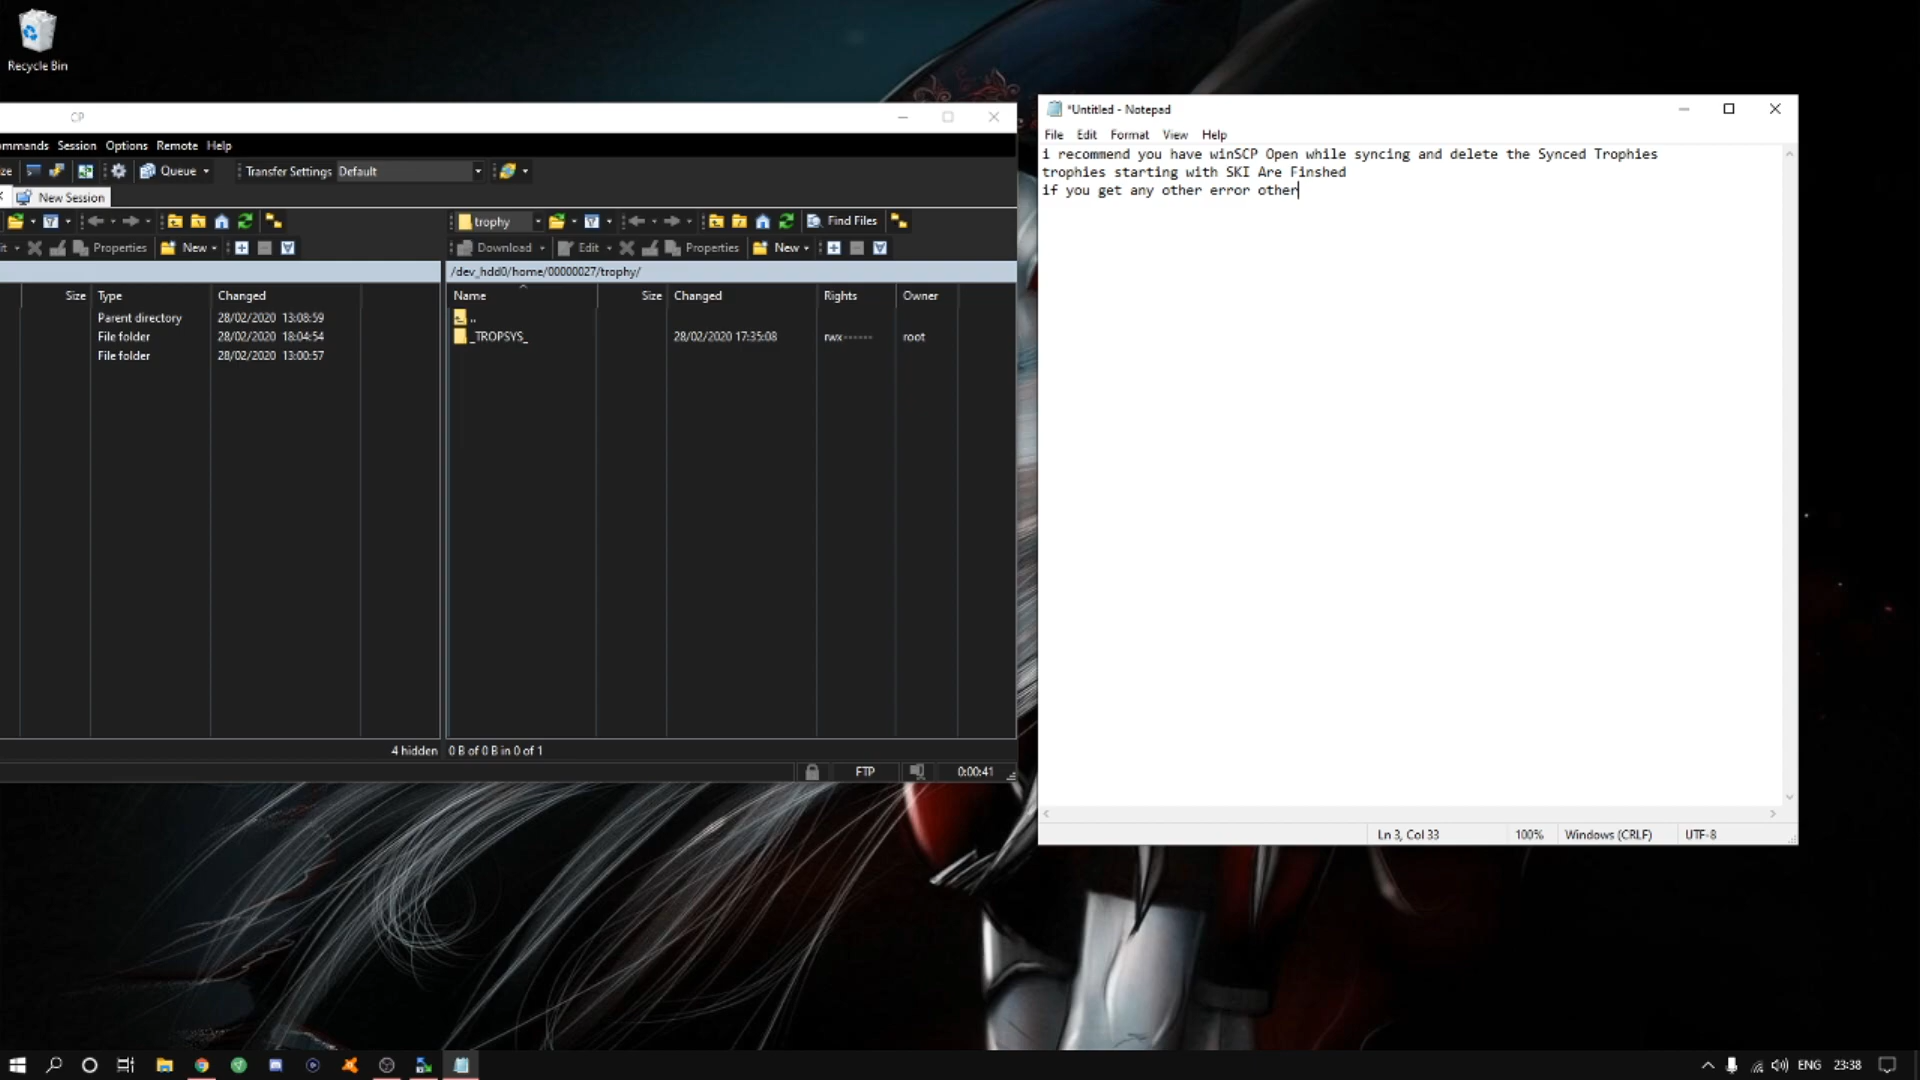 Recycle Bin
CP
ommands Session Options Remote Help
ze Queue Transfer Settings Default
New Session
trophy Find Files
it Properties New Download Edit Properties New
/dev_hdd0/home/00000027/trophy/
Size Type Changed Name Size Changed Rights Owner
Parent directory 28/02/2020 13:08:59 ..
File folder 28/02/2020 18:04:54 _TROPSYS_ 28/02/2020 17:35:08 rwx------ root
File folder 28/02/2020 13:00:57
4 hidden 0 B of 0 B in 0 of 1
FTP 0:00:41
*Untitled - Notepad
File Edit Format View Help
i recommend you have winSCP Open while syncing and delete the Synced Trophies
trophies starting with SKI Are Finshed
if you get any other error other
Ln 3, Col 33 100% Windows (CRLF) UTF-8
ENG 23:38